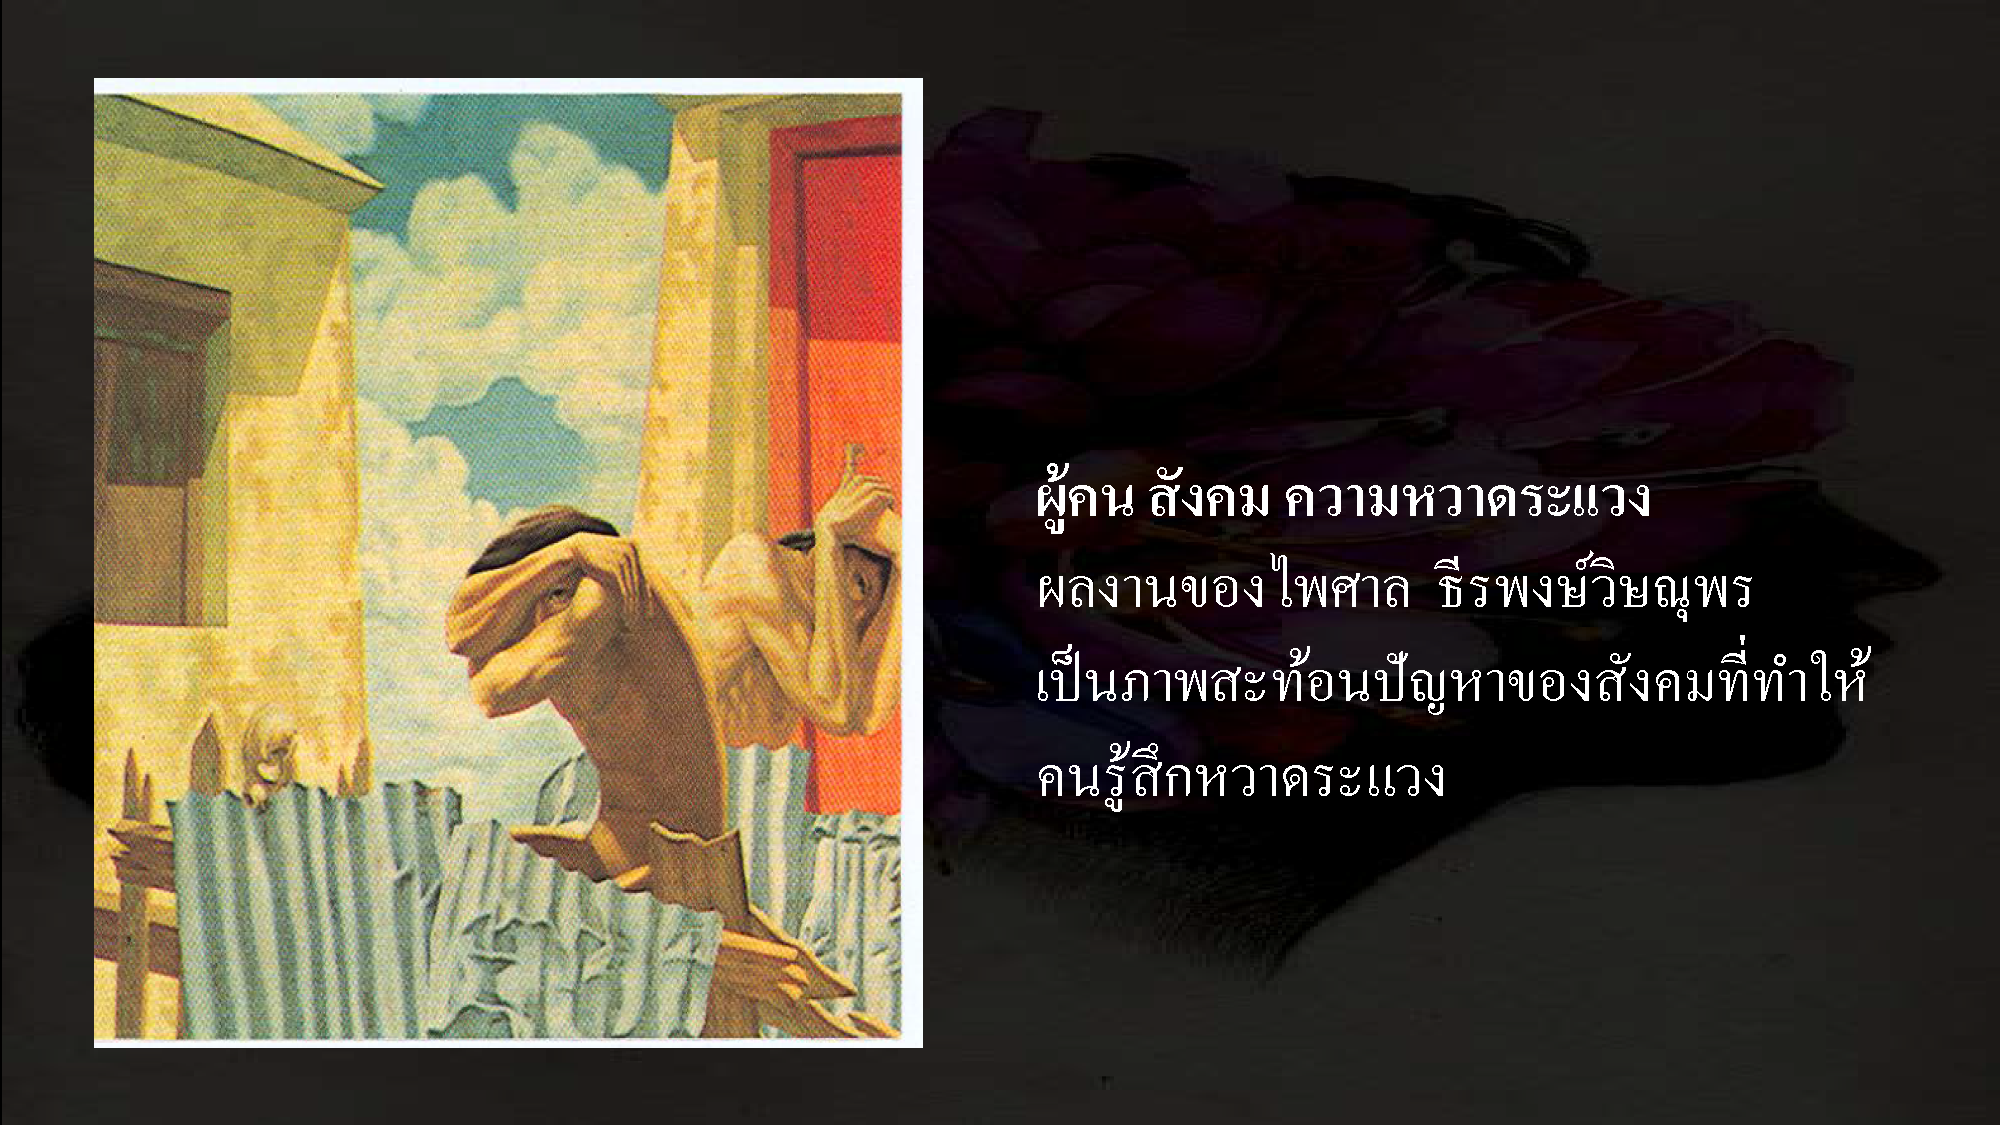 ผู้คน สังคม ความหวาดระแวง
ผลงานของไพศาล ธีรพงษ์วิษณุพร
เป็นภาพสะท้อนปัญหาของสังคมที่ทำให้
คนรู้สึกหวาดระแวง